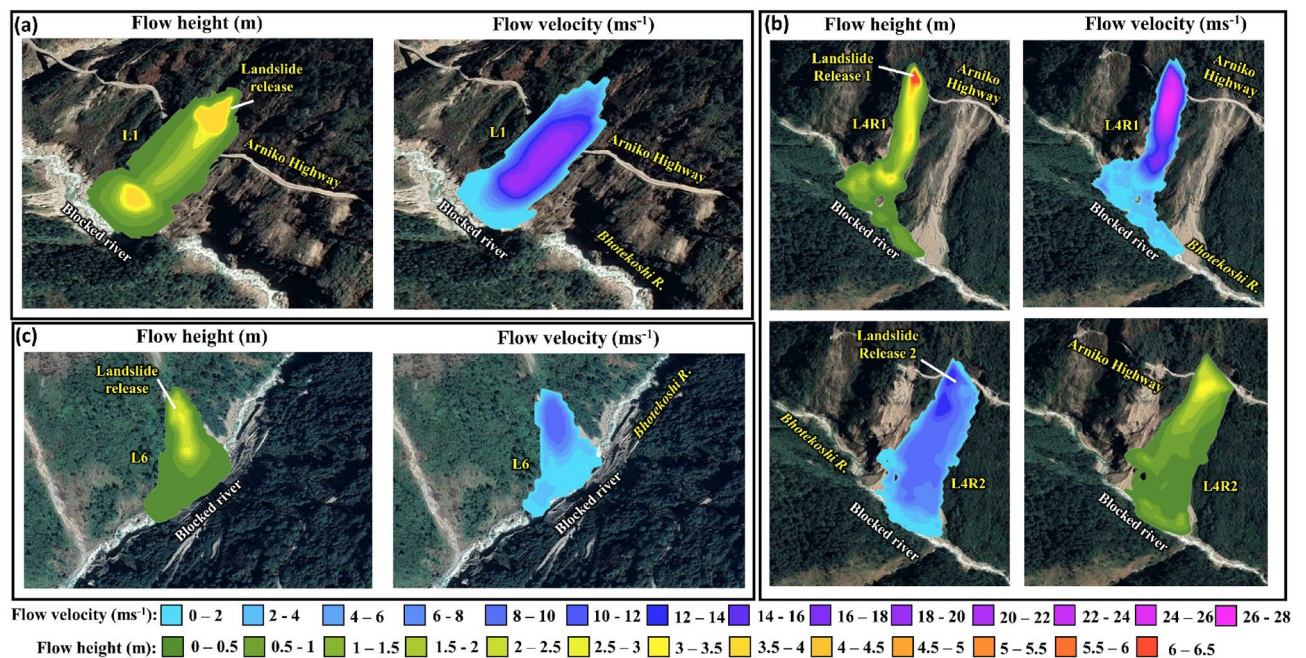 (a)
Flow height (m)
Flow velocity (ms⁻¹)
Landslide
release
L1
Arniko Highway
Blocked river
L1
Arniko Highway
Blocked river
Bhotekoshi R.
(b)
Flow height (m)
Flow velocity (ms⁻¹)
Landslide
Release 1
Arniko
Highway
L4R1
Blocked river
Arniko
Highway
L4R1
Blocked river
Bhotekoshi R.
Landslide
Release 2
Bhotekoshi R.
L4R2
Blocked river
Arniko Highway
L4R2
Blocked river
(c)
Flow height (m)
Flow velocity (ms⁻¹)
Landslide
release
L6
Blocked river
L6
Bhotekoshi R.
Blocked river
Flow velocity (ms⁻¹): 0 – 2 2 - 4 4 – 6 6 - 8 8 – 10 10 - 12 12 – 14 14 - 16 16 – 18 18 - 20 20 – 22 22 - 24 24 – 26 26 - 28
Flow height (m): 0 – 0.5 0.5 - 1 1 – 1.5 1.5 - 2 2 – 2.5 2.5 – 3 3 – 3.5 3.5 – 4 4 – 4.5 4.5 – 5 5 – 5.5 5.5 – 6 6 – 6.5